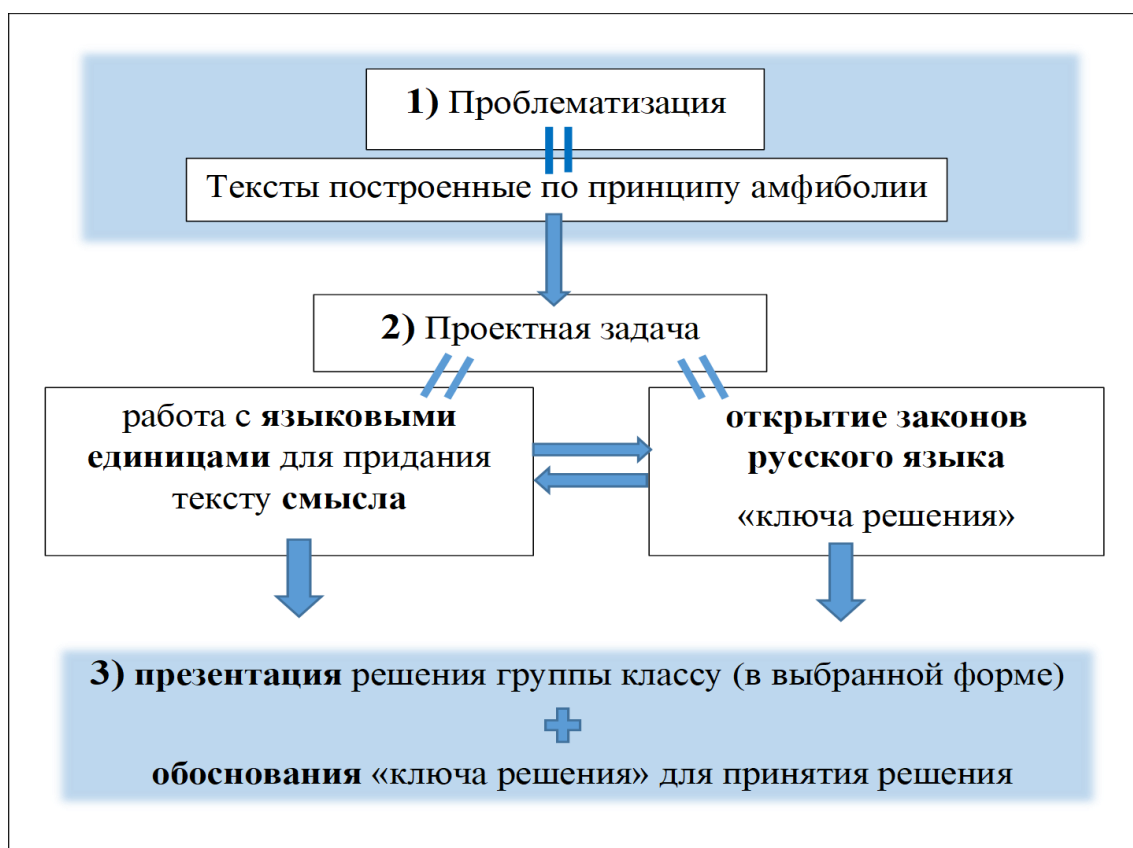 1) Проблематизация
Тексты построенные по принципу амфиболии
2) Проектная задача
работа с языковыми
единицами для придания
тексту смысла
открытие законов
русского языка
«ключа решения»
3) презентация решения группы классу (в выбранной форме)
обоснования «ключа решения» для принятия решения